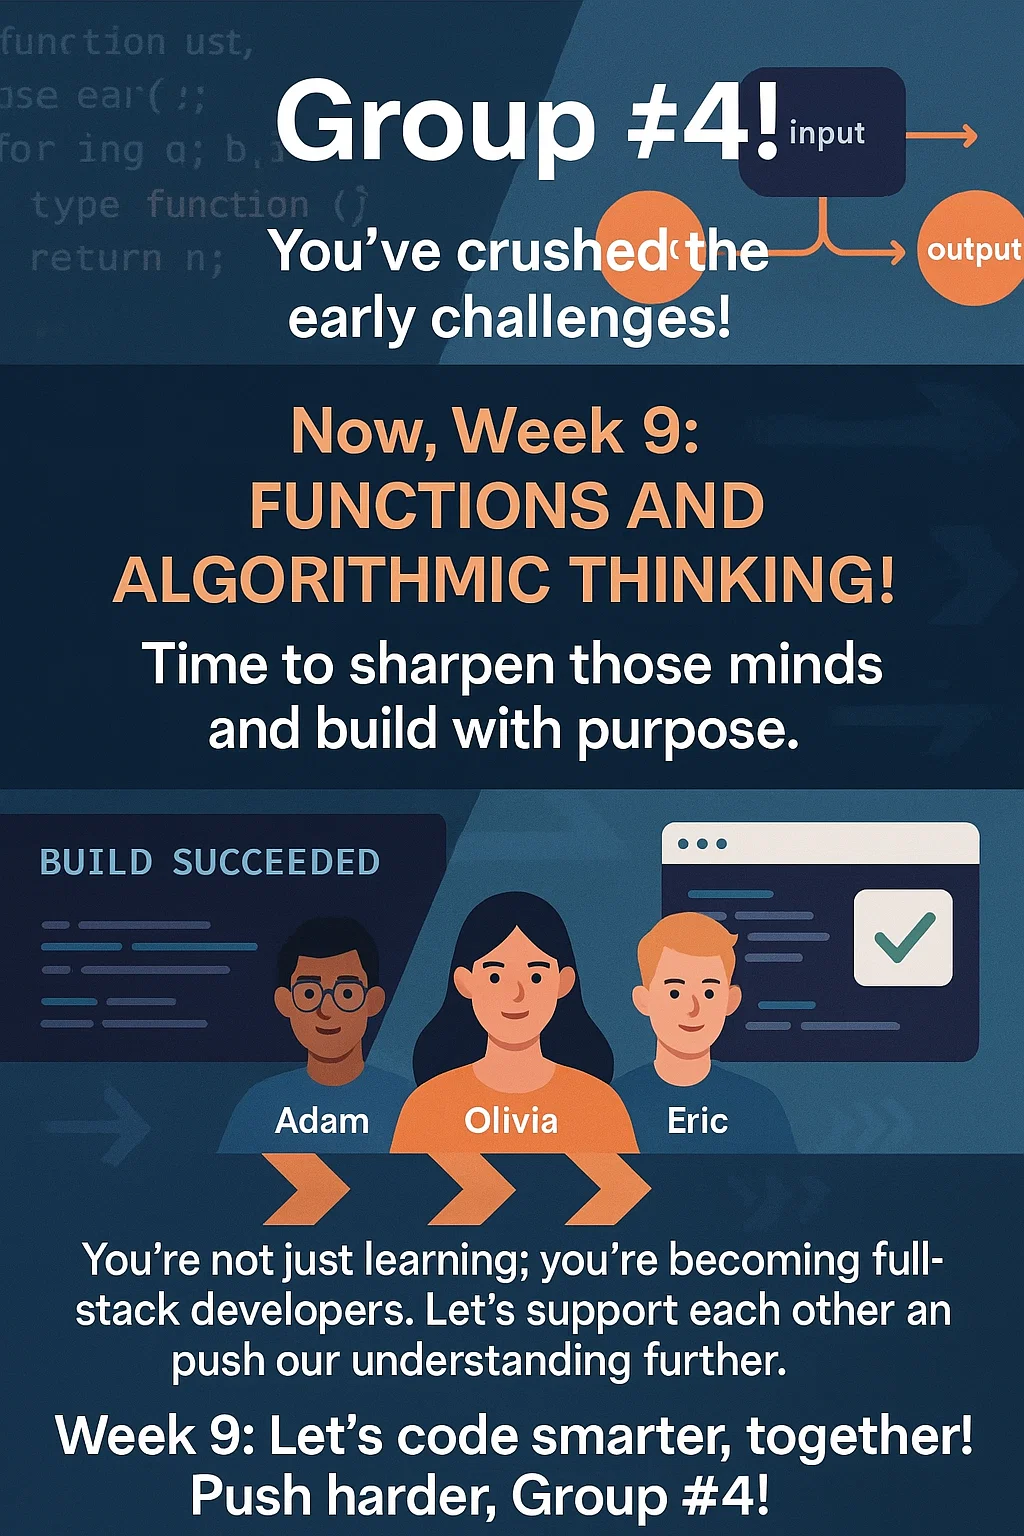 function ust,
ase ear( :;
for ing a; b,i
type function ()
return n;
Group #4!
input
You've crushed the
output
early challenges!
Now, Week 9:
FUNCTIONS AND
ALGORITHMIC THINKING!
Time to sharpen those minds
and build with purpose.
BUILD SUCCEEDED
Adam
Olivia
Eric
You're not just learning; you're becoming full-
stack developers. Let's support each other an
push our understanding further.
Week 9: Let's code smarter, together!
Push harder, Group #4!